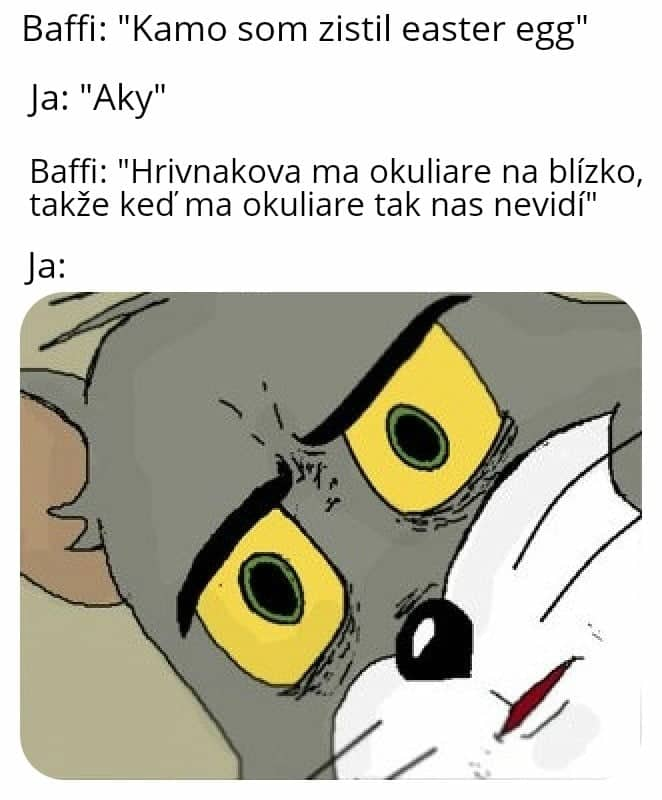 Baffi: "Kamo som zistil easter egg"
Ja: "Aky"
Baffi: "Hrivnakova ma okuliare na blízko,
takže keď ma okuliare tak nas nevidí"
Ja: